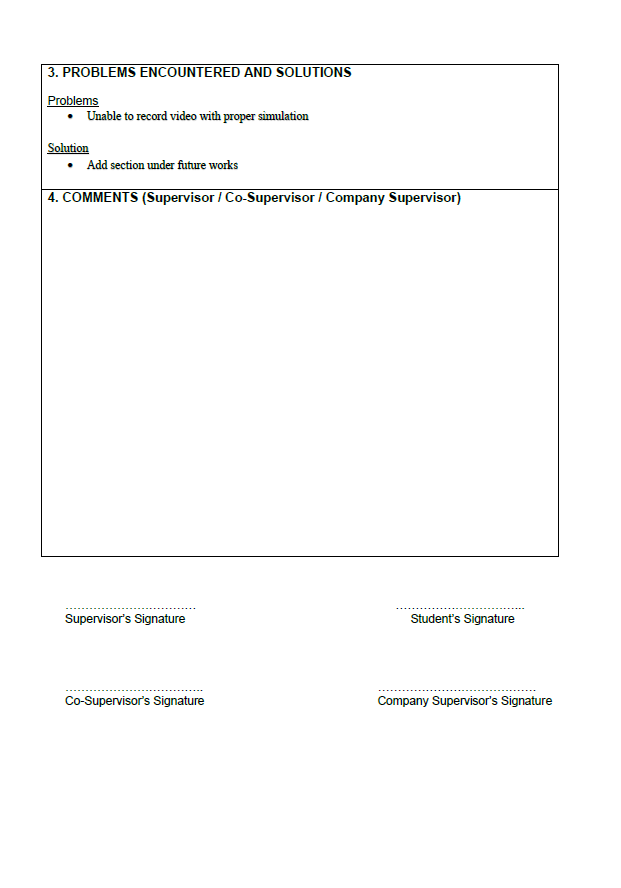 3. PROBLEMS ENCOUNTERED AND SOLUTIONS
Problems
• Unable to record video with proper simulation
Solution
• Add section under future works
4. COMMENTS (Supervisor / Co-Supervisor / Company Supervisor)
…………………………… …………………………..
Supervisor's Signature Student's Signature
…………………………….. ………………………………….
Co-Supervisor's Signature Company Supervisor's Signature